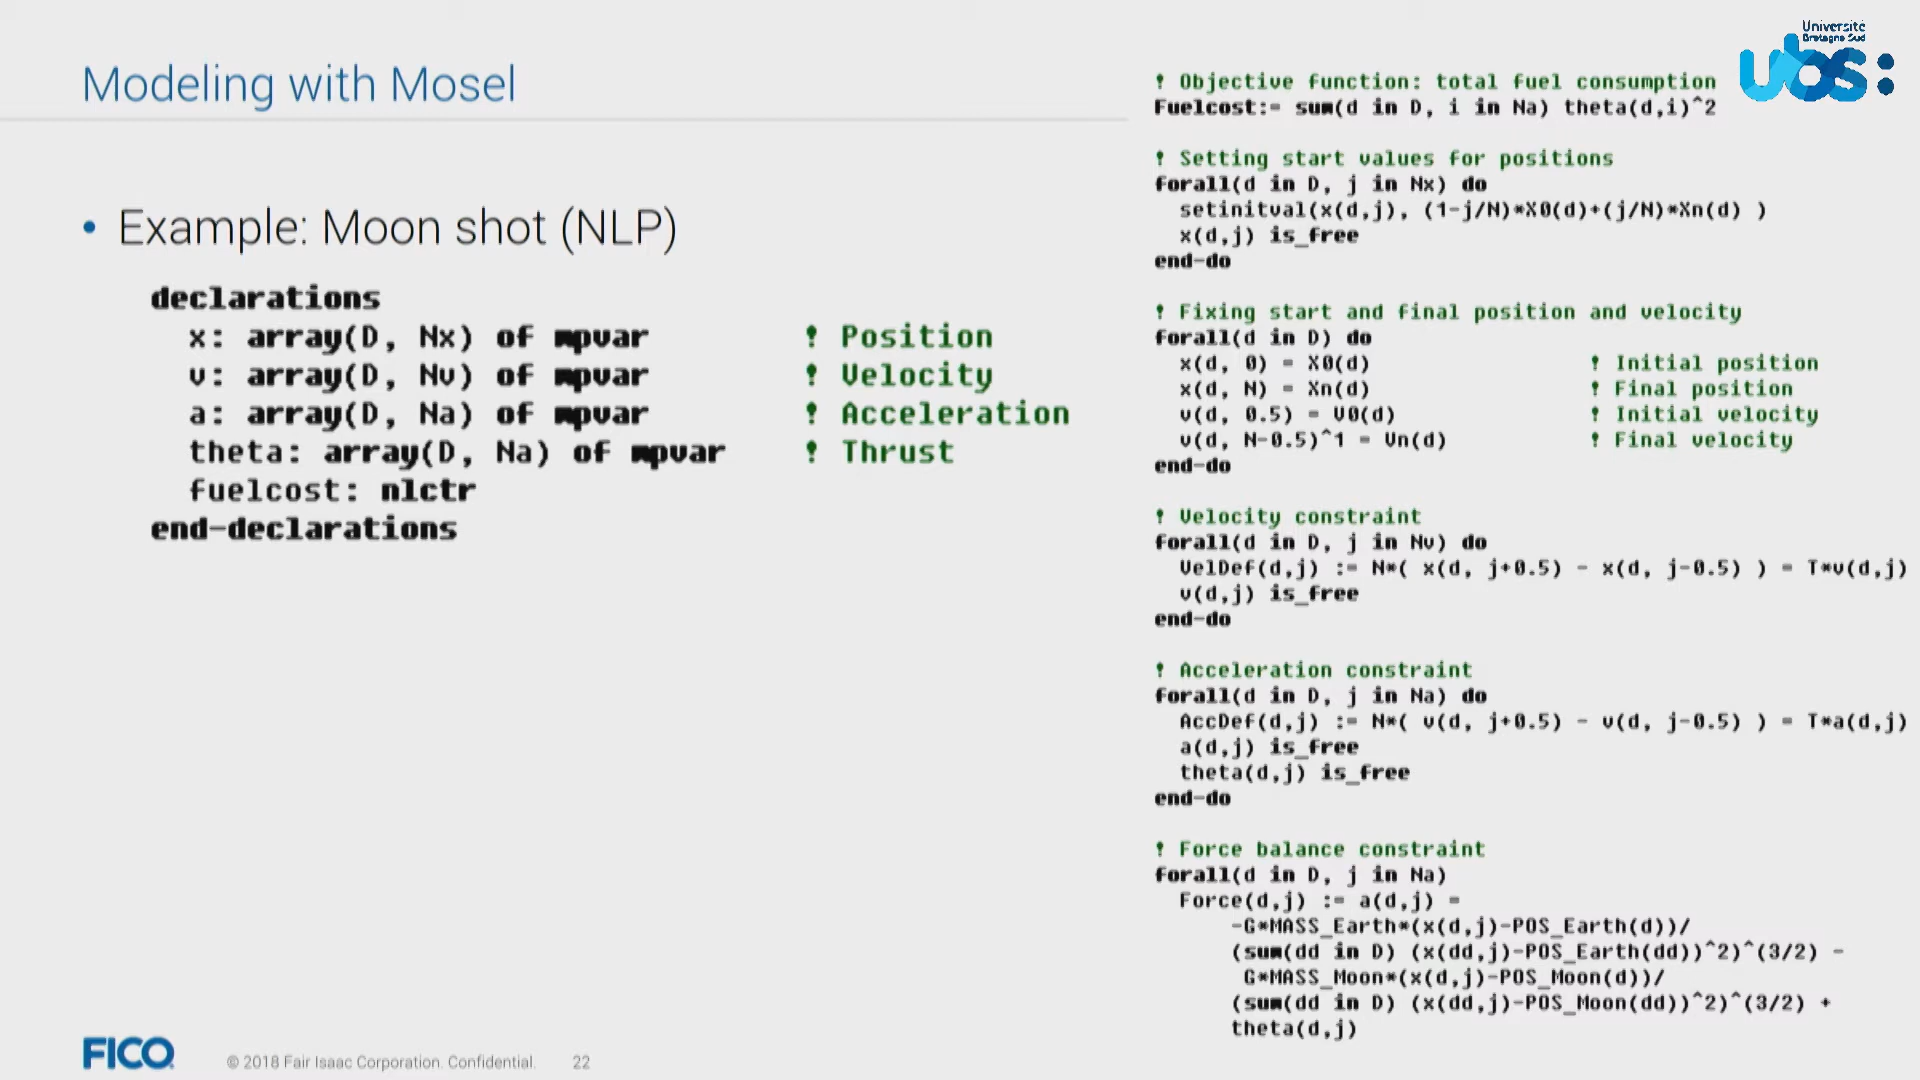 Modeling with Mosel
• Example: Moon shot (NLP)
declarations
x: array(D, Nx) of mpvar ! Position
v: array(D, Nv) of mpvar ! Velocity
a: array(D, Na) of mpvar ! Acceleration
theta: array(D, Na) of mpvar ! Thrust
fuelcost: nlctr
end-declarations
Université
Bretagne Sud
ubs:
! Objective function: total fuel consumption
Fuelcost:= sum(d in D, i in Na) theta(d,i)^2
! Setting start values for positions
forall(d in D, j in Nx) do
setinitval(x(d,j), (1-j/N)*X0(d)+(j/N)*Xn(d) )
x(d,j) is_free
end-do
! Fixing start and final position and velocity
forall(d in D) do
x(d, 0) = X0(d) ! Initial position
x(d, N) = Xn(d) ! Final position
v(d, 0.5) = V0(d) ! Initial velocity
v(d, N-0.5)^1 = Vn(d) ! Final velocity
end-do
! Velocity constraint
forall(d in D, j in Nv) do
VelDef(d,j) := N*( x(d, j+0.5) - x(d, j-0.5) ) = T*v(d,j)
v(d,j) is_free
end-do
! Acceleration constraint
forall(d in D, j in Na) do
AccDef(d,j) := N*( v(d, j+0.5) - v(d, j-0.5) ) = T*a(d,j)
a(d,j) is_free
theta(d,j) is_free
end-do
! Force balance constraint
forall(d in D, j in Na)
Force(d,j) := a(d,j) =
-G*MASS_Earth*(x(d,j)-POS_Earth(d))/
(sum(dd in D) (x(dd,j)-POS_Earth(dd))^2)^(3/2) -
G*MASS_Moon*(x(d,j)-POS_Moon(d))/
(sum(dd in D) (x(dd,j)-POS_Moon(dd))^2)^(3/2) +
theta(d,j)
FICO
© 2018 Fair Isaac Corporation. Confidential. 22